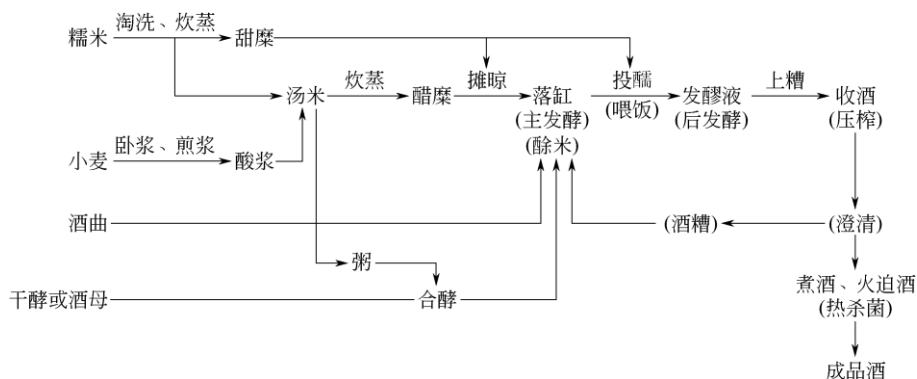 淘洗、炊蒸
糯米
甜糜
炊蒸
摊晾
投醹
上糟
汤米
醋糜
落缸
发醪液
收酒
(主发酵)
(喂饭)
(后发酵)
(压榨)
(酴米)
卧浆、煎浆
小麦
酸浆
酒曲
(酒糟)
(澄清)
粥
干酵或酒母
合酵
煮酒、火迫酒
(热杀菌)
成品酒